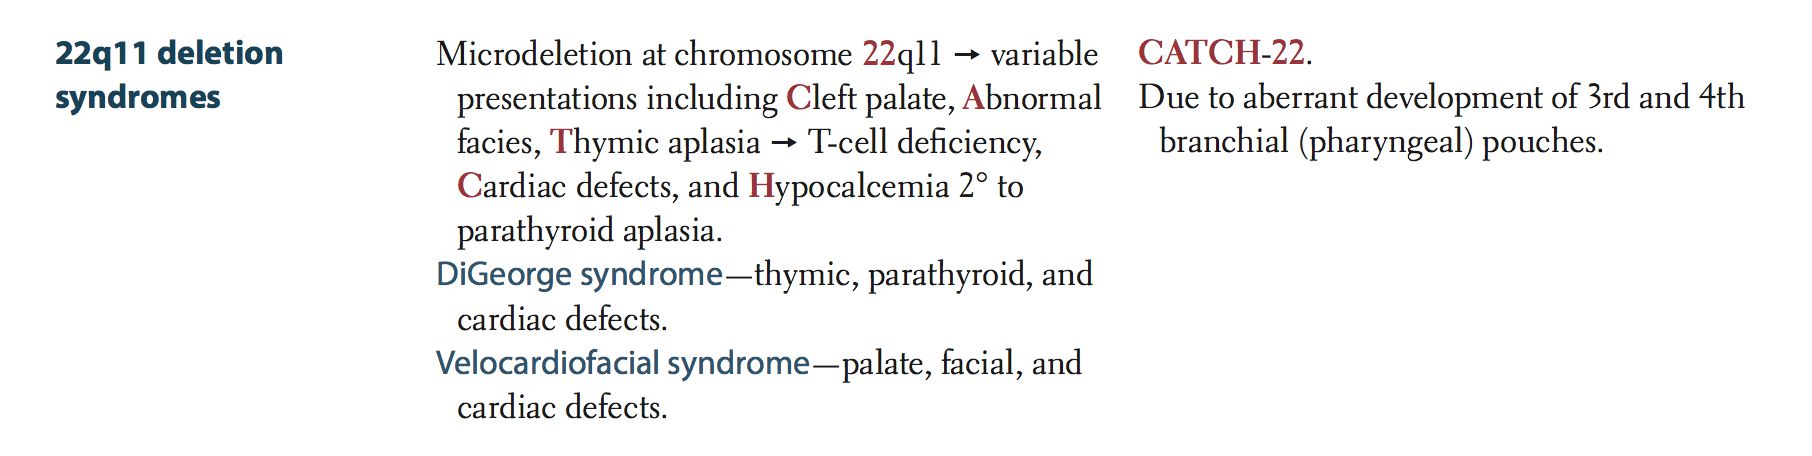 22q11 deletion
syndromes
Microdeletion at chromosome 22q11 → variable
presentations including Cleft palate, Abnormal
facies, Thymic aplasia → T-cell deficiency,
Cardiac defects, and Hypocalcemia 2° to
parathyroid aplasia.
DiGeorge syndrome—thymic, parathyroid, and
cardiac defects.
Velocardiofacial syndrome—palate, facial, and
cardiac defects.
CATCH-22.
Due to aberrant development of 3rd and 4th
branchial (pharyngeal) pouches.